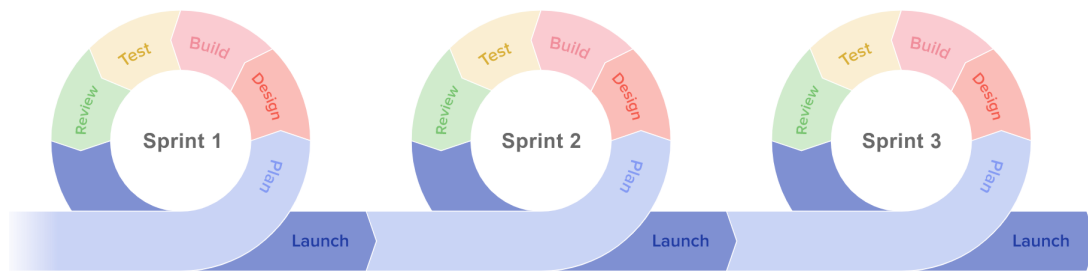 Test
Build
Review
Design
Sprint 1
Plan
Launch
Test
Build
Review
Design
Sprint 2
Plan
Launch
Test
Build
Review
Design
Sprint 3
Plan
Launch